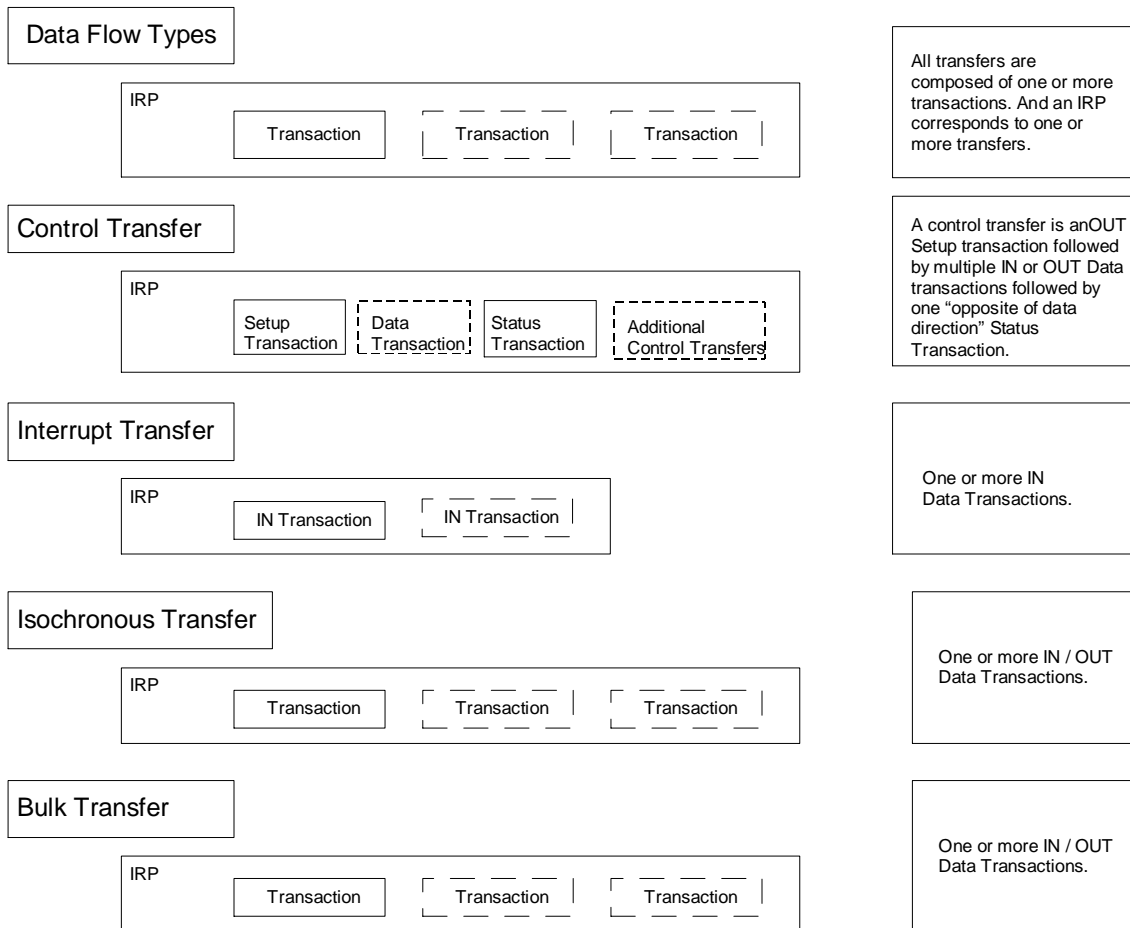 Data Flow Types
IRP
Transaction
Transaction
Transaction
All transfers are
composed of one or more
transactions. And an IRP
corresponds to one or
more transfers.
Control Transfer
IRP
Setup
Transaction
Data
Transaction
Status
Transaction
Additional
Control Transfers
A control transfer is anOUT
Setup transaction followed
by multiple IN or OUT Data
transactions followed by
one “opposite of data
direction” Status
Transaction.
Interrupt Transfer
IRP
IN Transaction
IN Transaction
One or more IN
Data Transactions.
Isochronous Transfer
IRP
Transaction
Transaction
Transaction
One or more IN / OUT
Data Transactions.
Bulk Transfer
IRP
Transaction
Transaction
Transaction
One or more IN / OUT
Data Transactions.